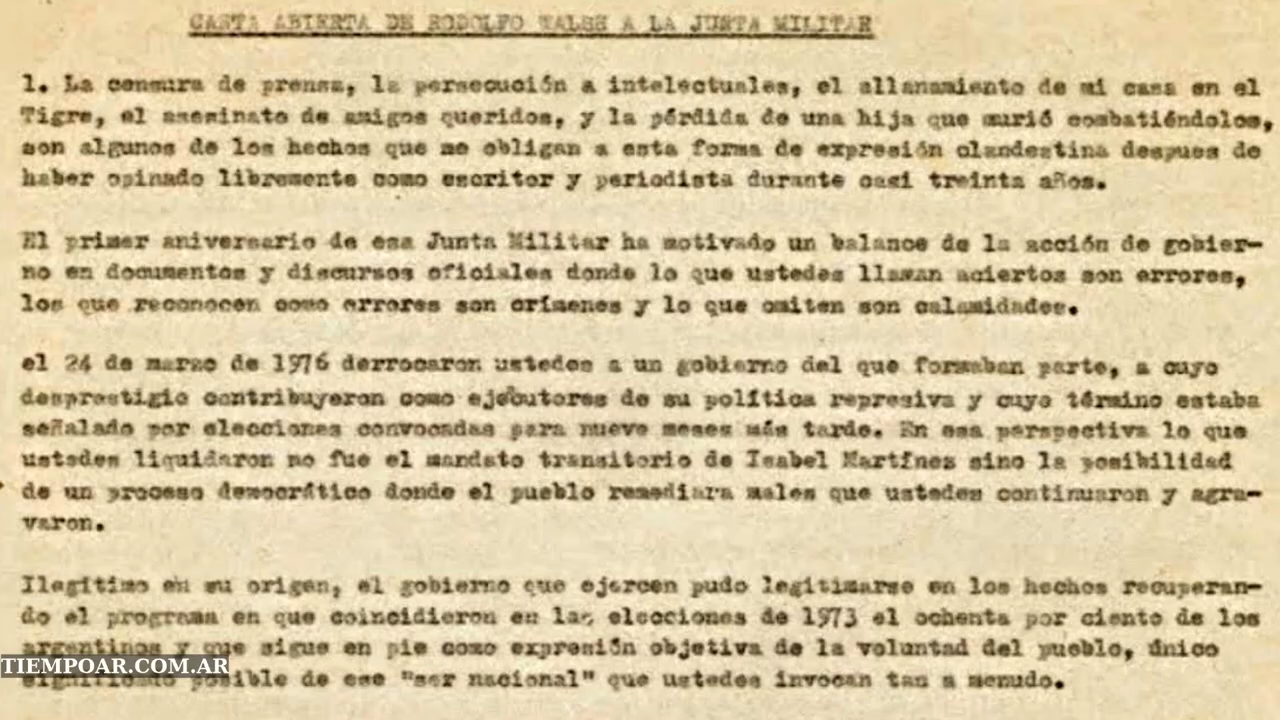 CARTA ABIERTA DE RODOLFO WALSH A LA JUNTA MILITAR
1. La censura de prensa, la persecución a intelectuales, el allanamiento de mi casa en el
Tigre, el asesinato de amigos queridos, y la pérdida de una hija que murió combatiéndolos,
son algunos de los hechos que me obligan a esta forma de expresión clandestina despues de
haber opinado libremente como escritor y periodista durante casi treinta años.
El primer aniversario de esa Junta Militar ha motivado un balance de la acción de gobier-
no en documentos y discursos oficiales donde lo que ustedes llaman aciertos son errores,
los que reconocen como errores son crímenes y lo que omiten son calamidades.
el 24 de marzo de 1976 derrocaron ustedes a un gobierno del que formaban parte, a cuyo
desprestigio contribuyeron como ejecutores de su política represiva y cuyo término estaba
señalado por elecciones convocadas para nueve meses más tarde. En esa perspectiva lo que
ustedes liquidaron no fue el mandato transitorio de Isabel Martínes sino la posibilidad
de un proceso democrático donde el pueblo remediara males que ustedes continuaron y agra-
varon.
Ilegítimo en su origen, el gobierno que ejercen pudo legitimarse en los hechos recuperan-
do el programa en que coincidieron en las elecciones de 1973 el ochenta por ciento de los
argentinos y que sigue en pie como expresión objetiva de la voluntad del pueblo, único
significado posible de ese "ser nacional" que ustedes invocan tan a menudo.
TIEMPOAR.COM.AR